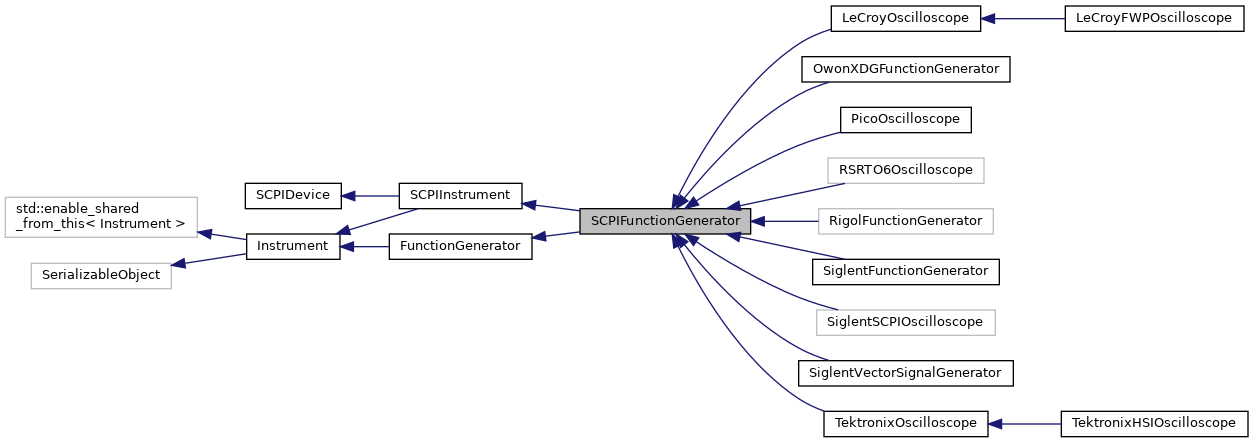 LeCroyOscilloscope
LeCroyFWPOscilloscope
OwonXDGFunctionGenerator
PicoOscilloscope
RSRTO6Oscilloscope
SCPIDevice
SCPIInstrument
std::enable_shared
_from_this< Instrument >
SCPIFunctionGenerator
RigolFunctionGenerator
Instrument
FunctionGenerator
SerializableObject
SiglentFunctionGenerator
SiglentSCPIOscilloscope
SiglentVectorSignalGenerator
TektronixOscilloscope
TektronixHSIOscilloscope